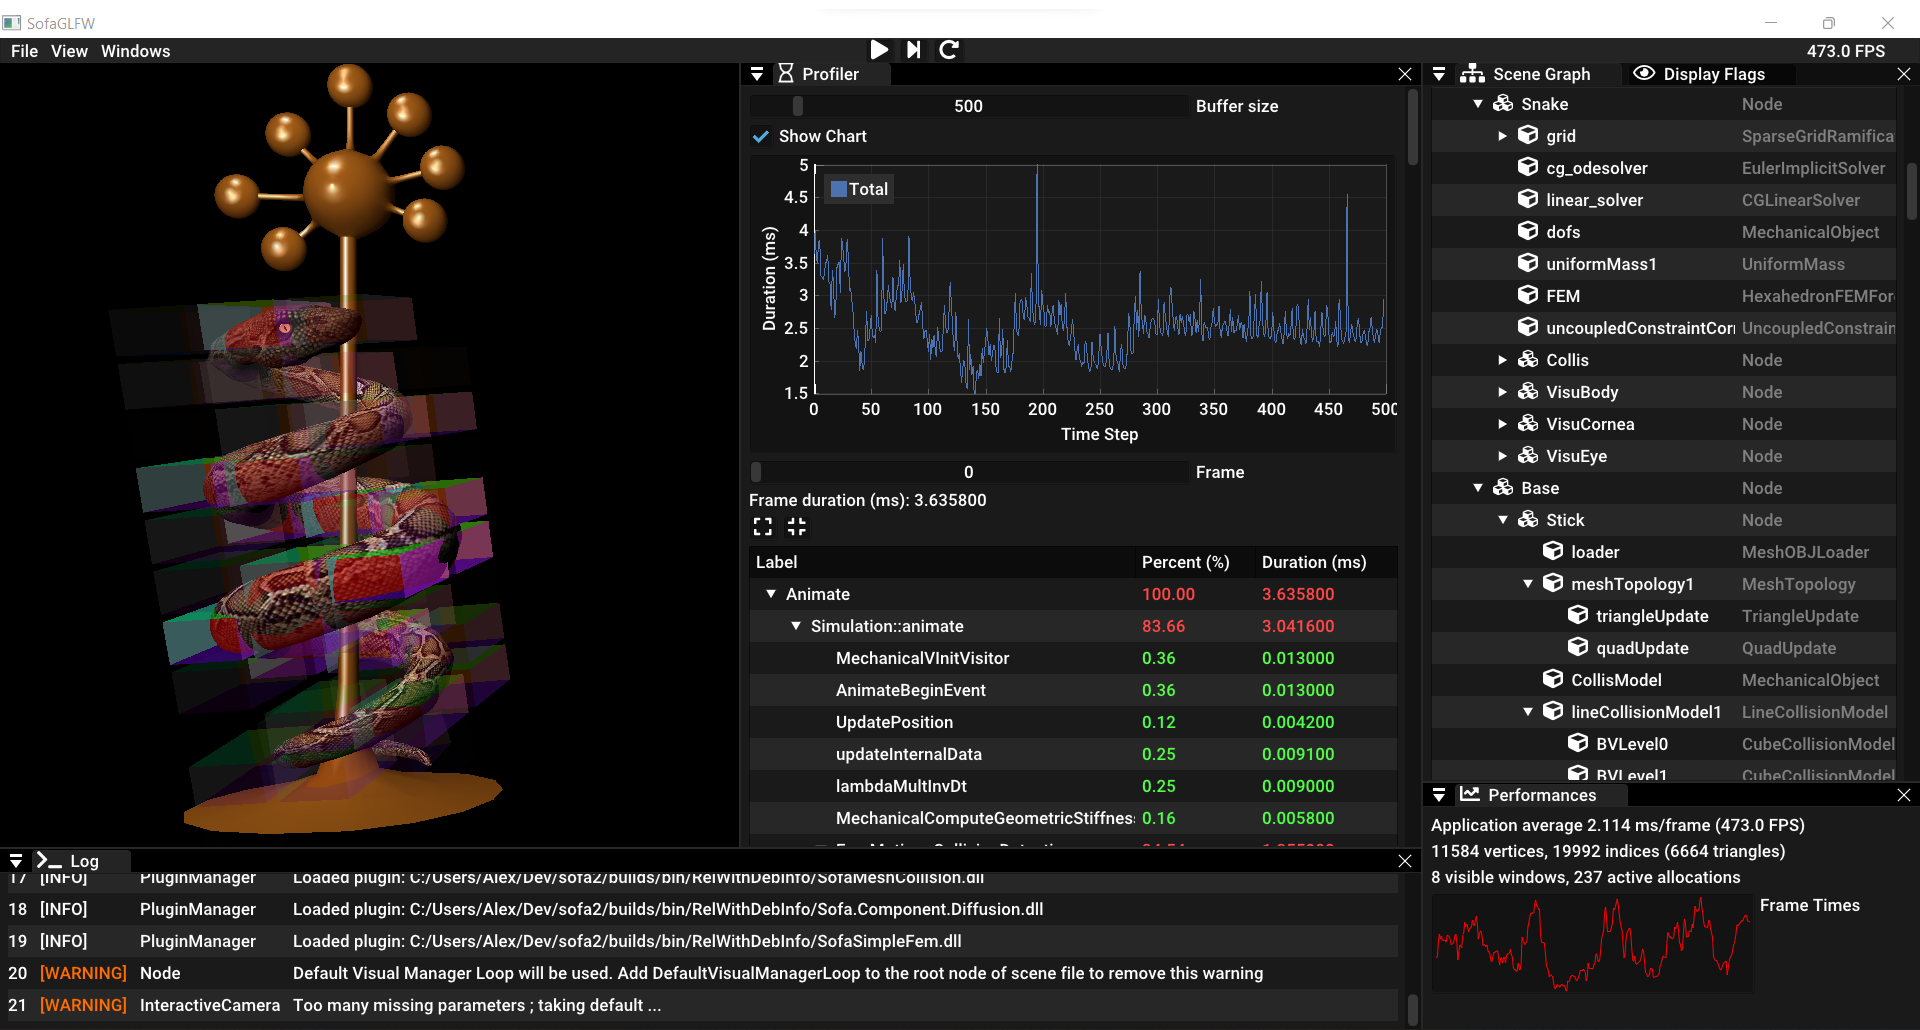 SofaGLFW
File View Windows
473.0 FPS
Profiler
500 Buffer size
Show Chart
Total
Duration (ms)
5
4.5
4
3.5
3
2.5
2
1.5
0 50 100 150 200 250 300 350 400 450 500
Time Step
0 Frame
Frame duration (ms): 3.635800
Label Percent (%) Duration (ms)
Animate 100.00 3.635800
Simulation::animate 83.66 3.041600
MechanicalVInitVisitor 0.36 0.013000
AnimateBeginEvent 0.36 0.013000
UpdatePosition 0.12 0.004200
updateInternalData 0.25 0.009100
lambdaMultInvDt 0.25 0.009000
MechanicalComputeGeometricStiffness 0.16 0.005800
Scene Graph Display Flags
Snake Node
grid SparseGridRamifica
cg_odesolver EulerImplicitSolver
linear_solver CGLinearSolver
dofs MechanicalObject
uniformMass1 UniformMass
FEM HexahedronFEMFor
uncoupledConstraintCorr UncoupledConstrain
Collis Node
VisuBody Node
VisuCornea Node
VisuEye Node
Base Node
Stick Node
loader MeshOBJLoader
meshTopology1 MeshTopology
triangleUpdate TriangleUpdate
quadUpdate QuadUpdate
CollisModel MechanicalObject
lineCollisionModel1 LineCollisionModel
BVLevel0 CubeCollisionModel
BVLevel1 CubeCollisionModel
Performances
Application average 2.114 ms/frame (473.0 FPS)
11584 vertices, 19992 indices (6664 triangles)
8 visible windows, 237 active allocations
Frame Times
Log
17 [INFO] PluginManager Loaded plugin: C:/Users/Alex/Dev/sofa2/builds/bin/RelWithDebInfo/SofaMeshCollision.dll
18 [INFO] PluginManager Loaded plugin: C:/Users/Alex/Dev/sofa2/builds/bin/RelWithDebInfo/Sofa.Component.Diffusion.dll
19 [INFO] PluginManager Loaded plugin: C:/Users/Alex/Dev/sofa2/builds/bin/RelWithDebInfo/SofaSimpleFem.dll
20 [WARNING] Node Default Visual Manager Loop will be used. Add DefaultVisualManagerLoop to the root node of scene file to remove this warning
21 [WARNING] InteractiveCamera Too many missing parameters ; taking default ...